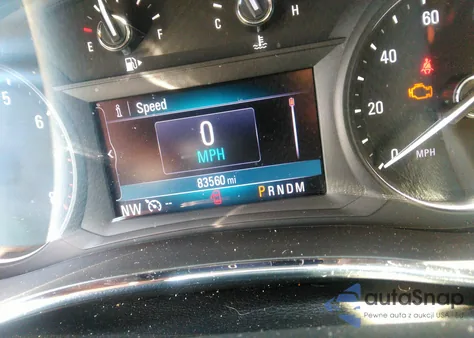 E F C H
60
40
20
0
MPH
5
6
Speed
0
MPH
83560 mi
NW -- PRNDM
autoSnap
Pewne auta z aukcji USA